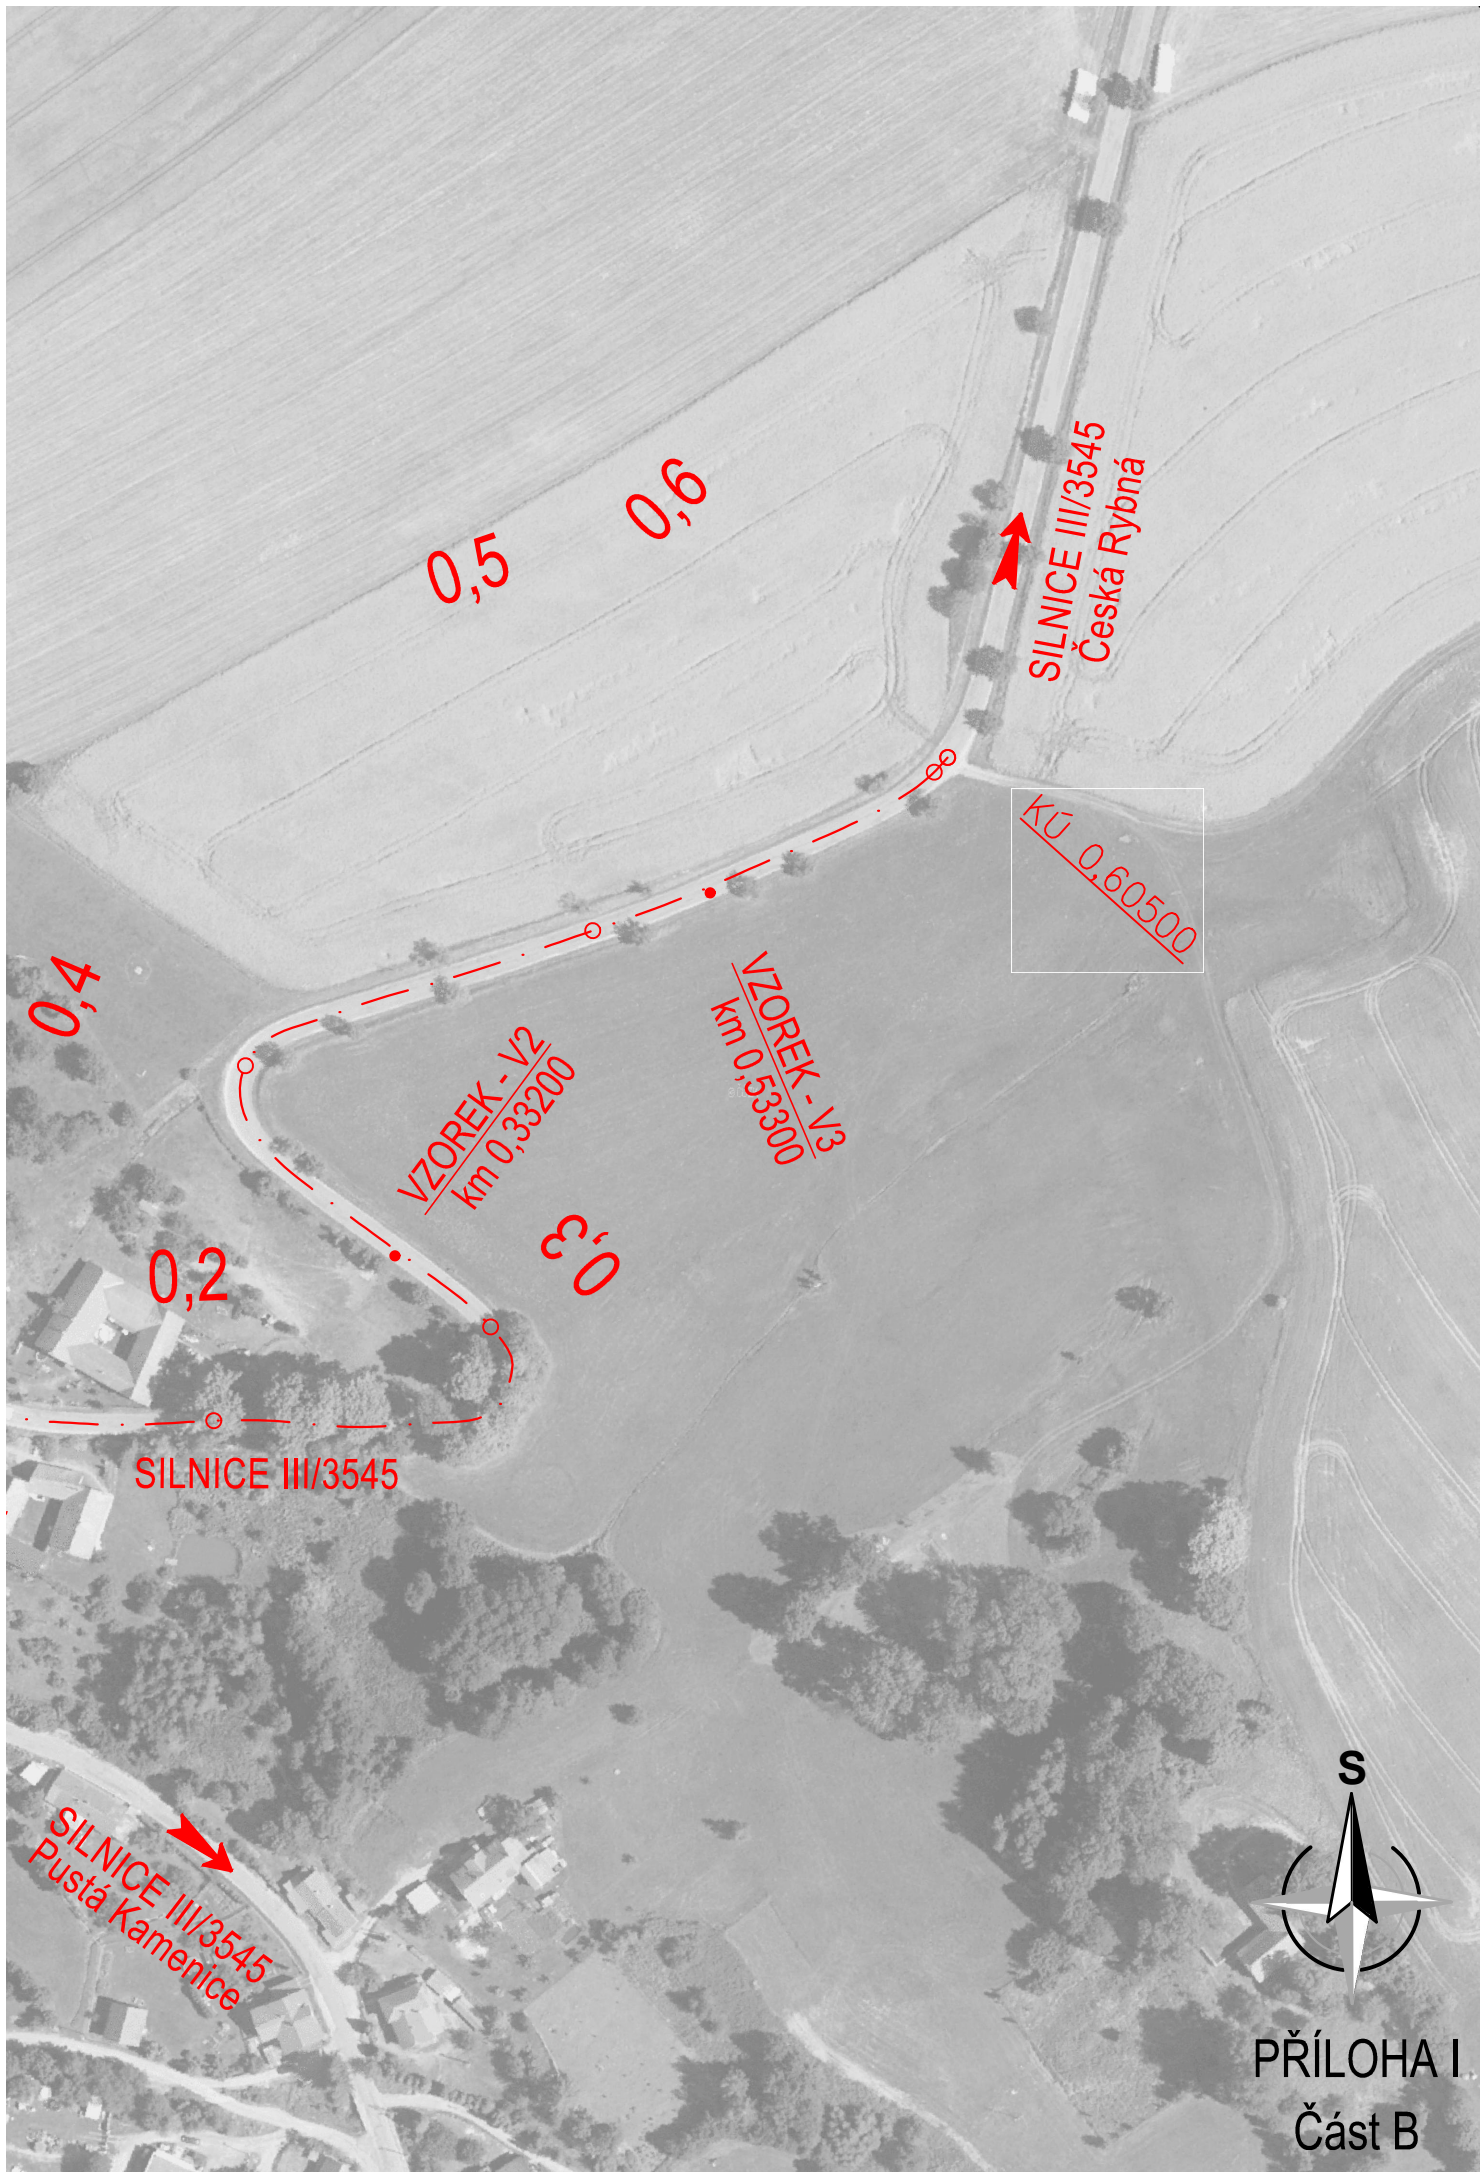 SILNICE III/3545
Česká Rybná
0,6
0,5
KÚ 0,60500
0,4
VZOREK - V3
km 0,53300
VZOREK - V2
km 0,33200
0,3
0,2
SILNICE III/3545
SILNICE III/3545
Pustá Kamenice
S
PŘÍLOHA I
Část B